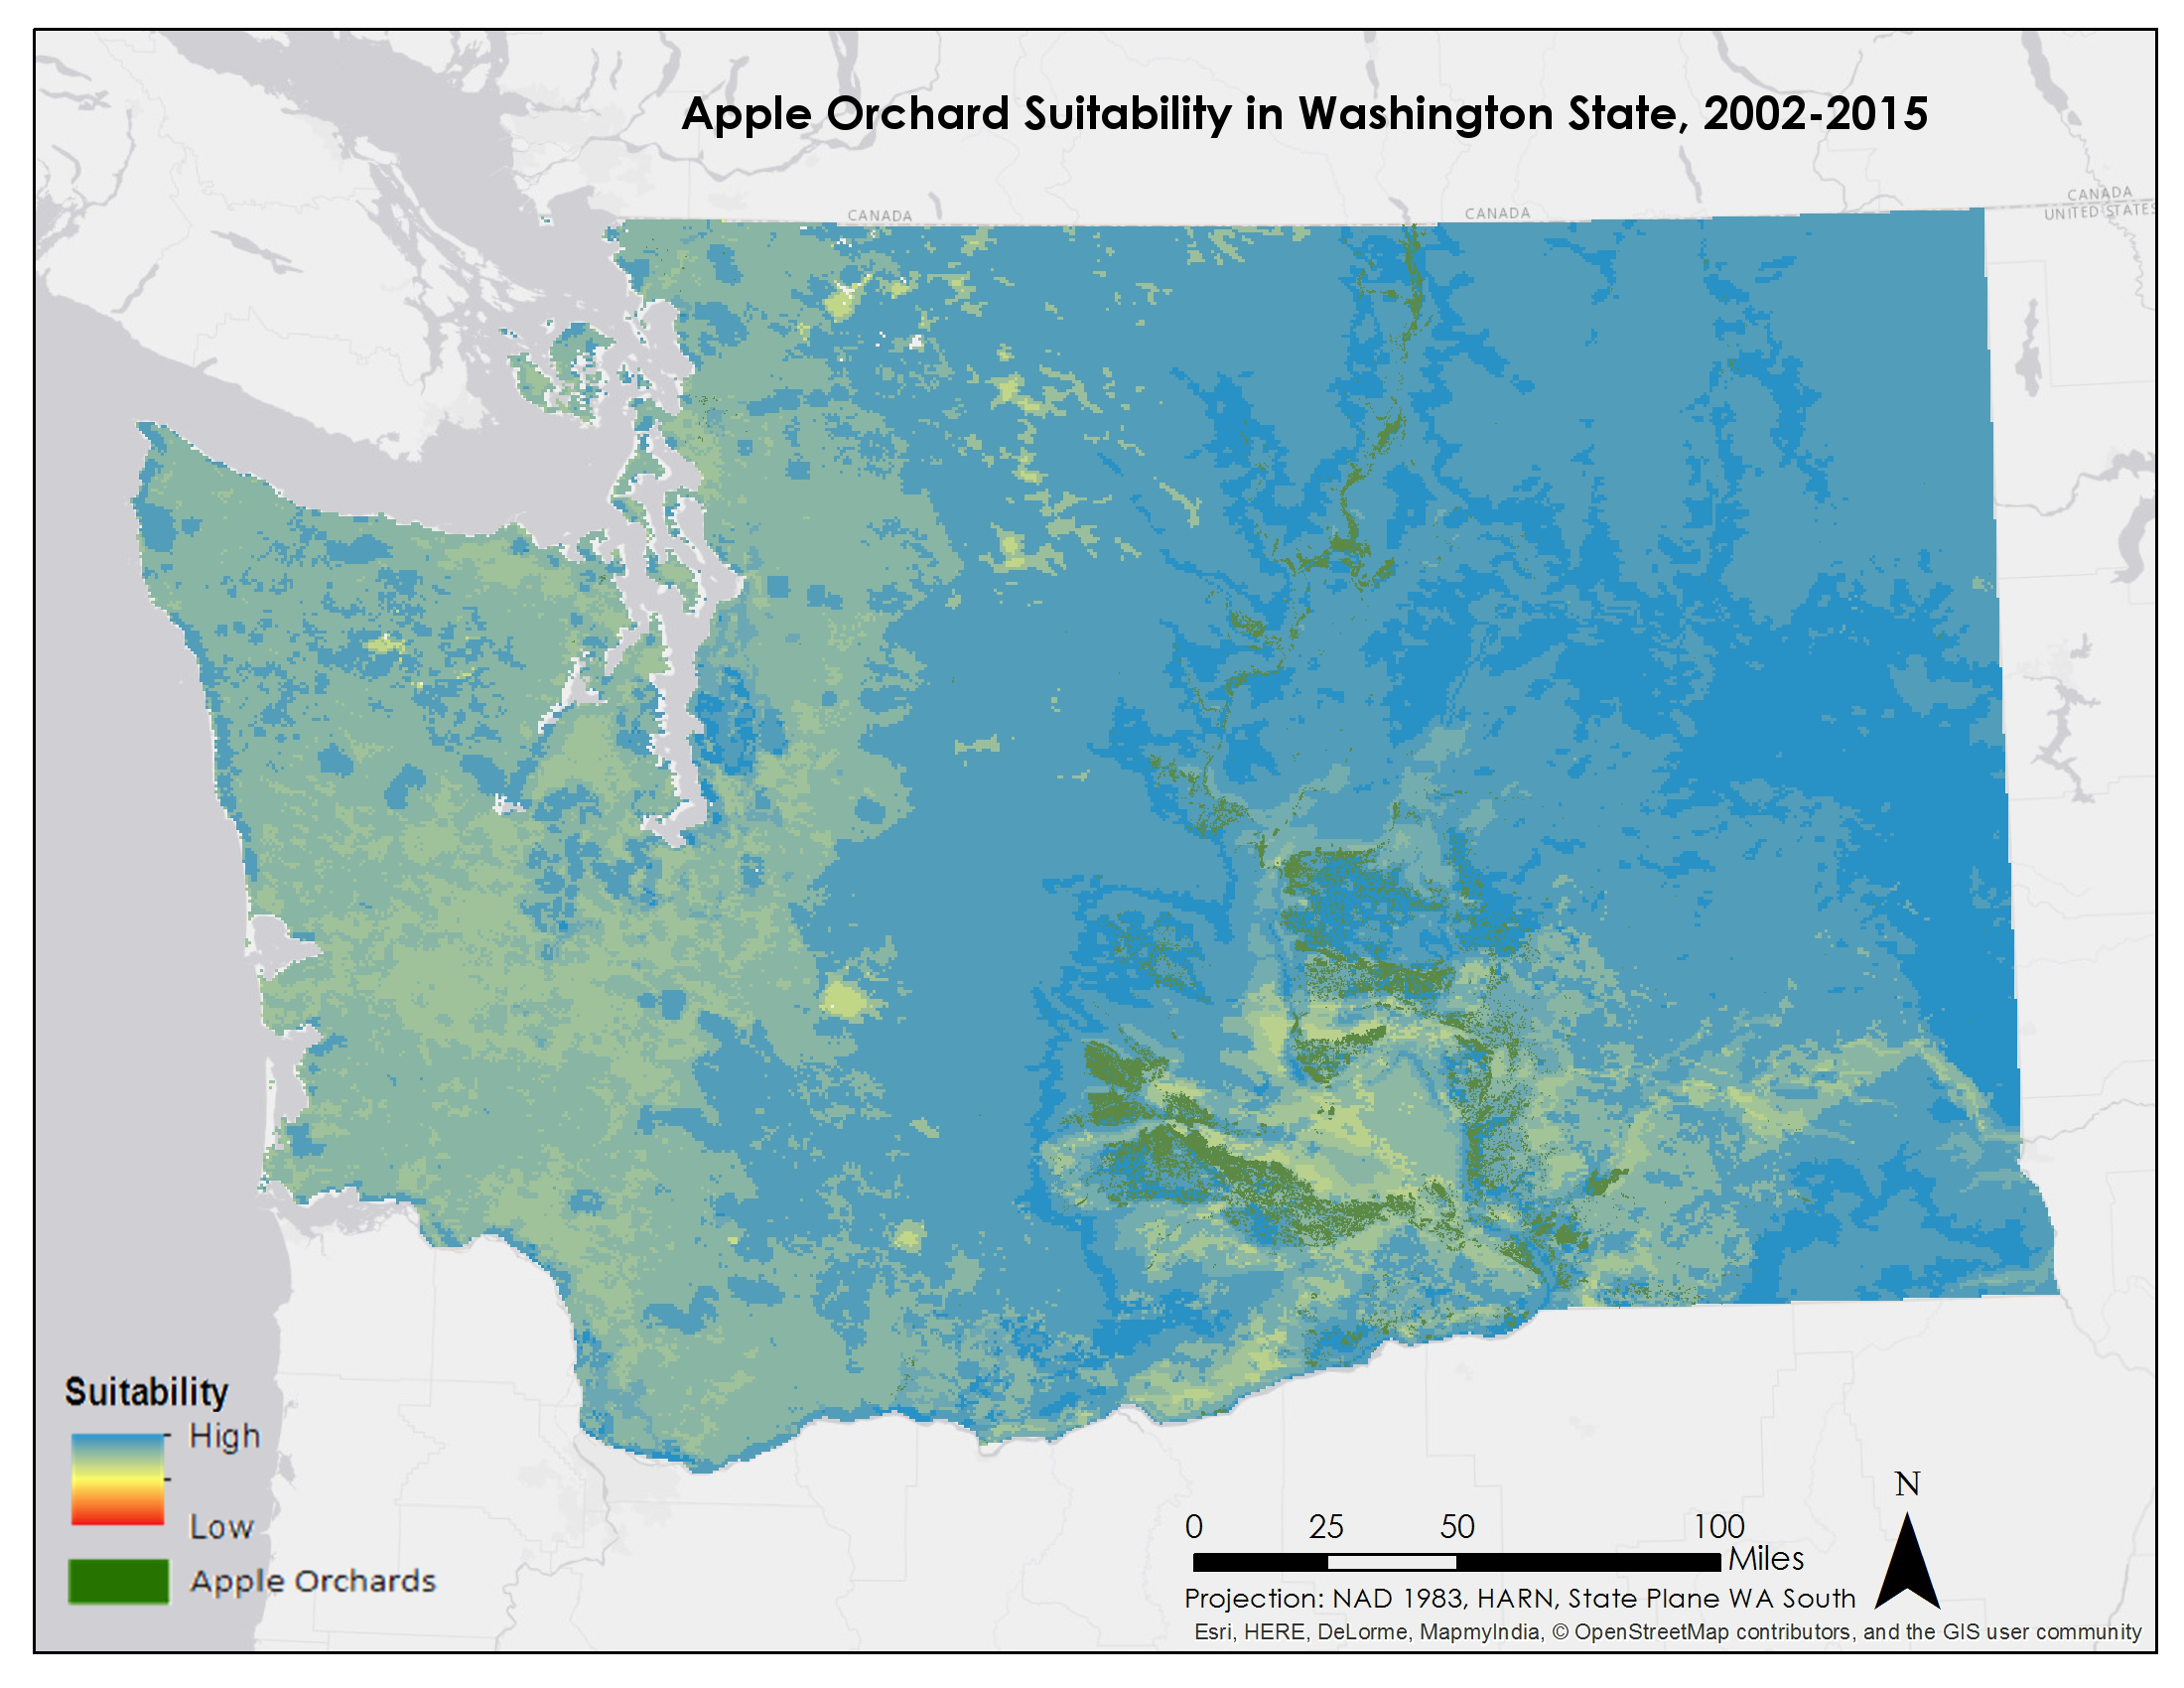 Apple Orchard Suitability in Washington State, 2002-2015
CANADA
CANADA
CANADA
UNITED STATES
Suitability
High
Low
Apple Orchards
N
0 25 50 100
Miles
Projection: NAD 1983, HARN, State Plane WA South
Esri, HERE, DeLorme, MapmyIndia, © OpenStreetMap contributors, and the GIS user community